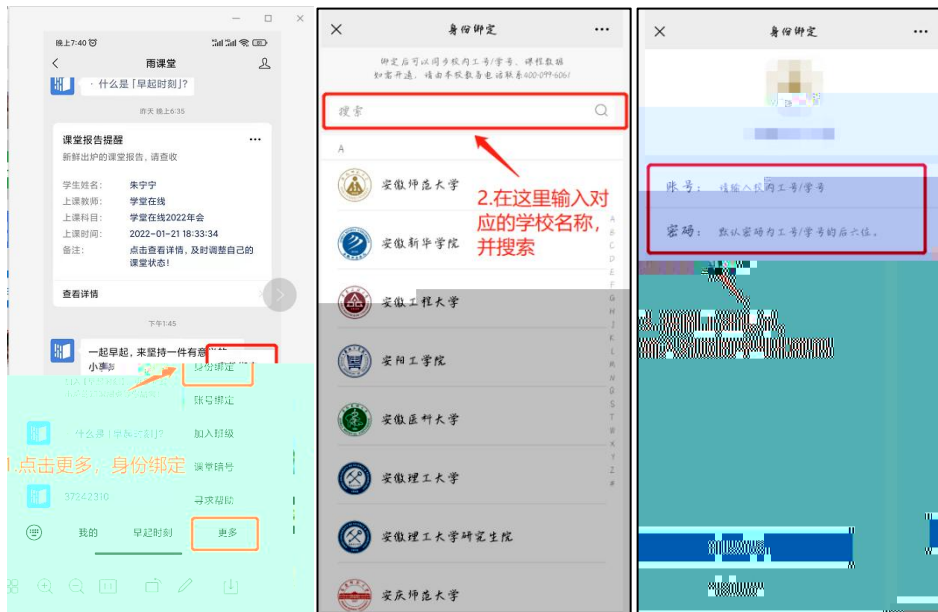 晚上7:40
雨课堂
· 什么是「早起时刻」?
昨天 晚上6:35
课堂报告提醒
新鲜出炉的课堂报告，请查收
学生姓名: 朱宁宁
上课教师: 学堂在线
上课科目: 学堂在线2022年会
上课时间: 2022-01-21 18:33:34
备注: 点击查看详情，及时调整自己的
课堂状态!
查看详情
下午1:45
一起早起，来坚持一件有意
小事
身份绑定
账号绑定
什么是「早起时刻」?
加入班级
1.点击更多，身份绑定
课堂暗号
37242310
寻求帮助
我的
早起时刻
更多
身份绑定
绑定后可以同步校内工号/学号、课程数据
如需开通，请由本校教务电话联系400-099-6061
搜索
A
安徽师范大学
2.在这里输入对
应的学校名称，
并搜索
安徽新华学院
安徽工程大学
安阳工学院
安徽医科大学
安徽理工大学
安徽理工大学研究生院
安庆师范大学
A
B
C
D
E
F
G
H
J
K
L
M
N
Q
S
T
W
X
Y
Z
#
身份绑定
账号: 请输入校内工号/学号
密码: 默认密码为工号/学号的后六位。